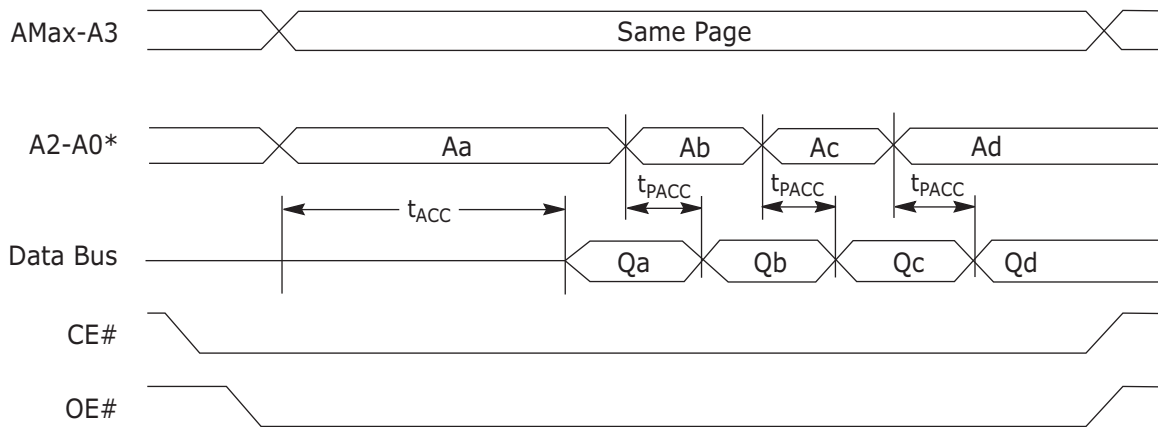 AMax-A3
Same Page
A2-A0*
Aa
Ab
Ac
Ad
tACC
tPACC
tPACC
tPACC
Data Bus
Qa
Qb
Qc
Qd
CE#
OE#